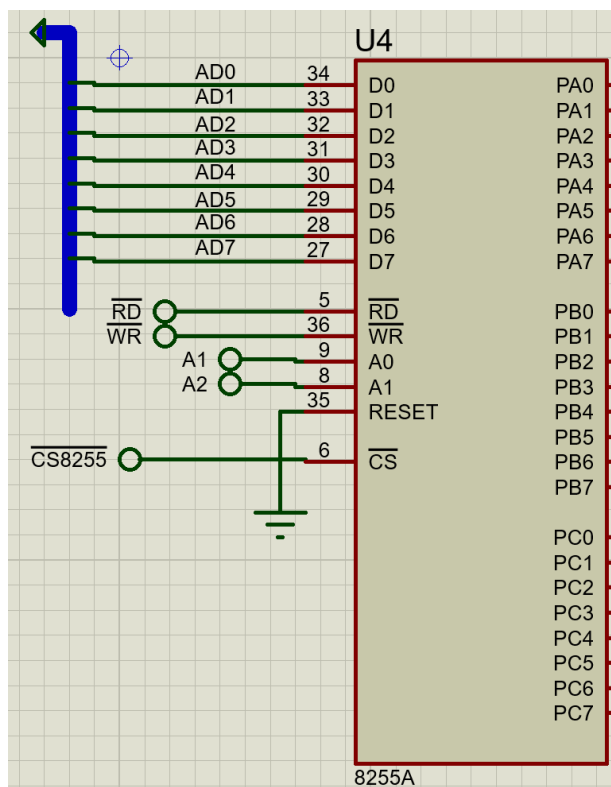 U4
AD0 34 D0 PA0
AD1 33 D1 PA1
AD2 32 D2 PA2
AD3 31 D3 PA3
AD4 30 D4 PA4
AD5 29 D5 PA5
AD6 28 D6 PA6
AD7 27 D7 PA7
RD 5 RD PB0
WR 36 WR PB1
A1 9 A0 PB2
A2 8 A1 PB3
35 RESET PB4
PB5
CS8255 6 CS PB6
PB7
PC0
PC1
PC2
PC3
PC4
PC5
PC6
PC7
8255A